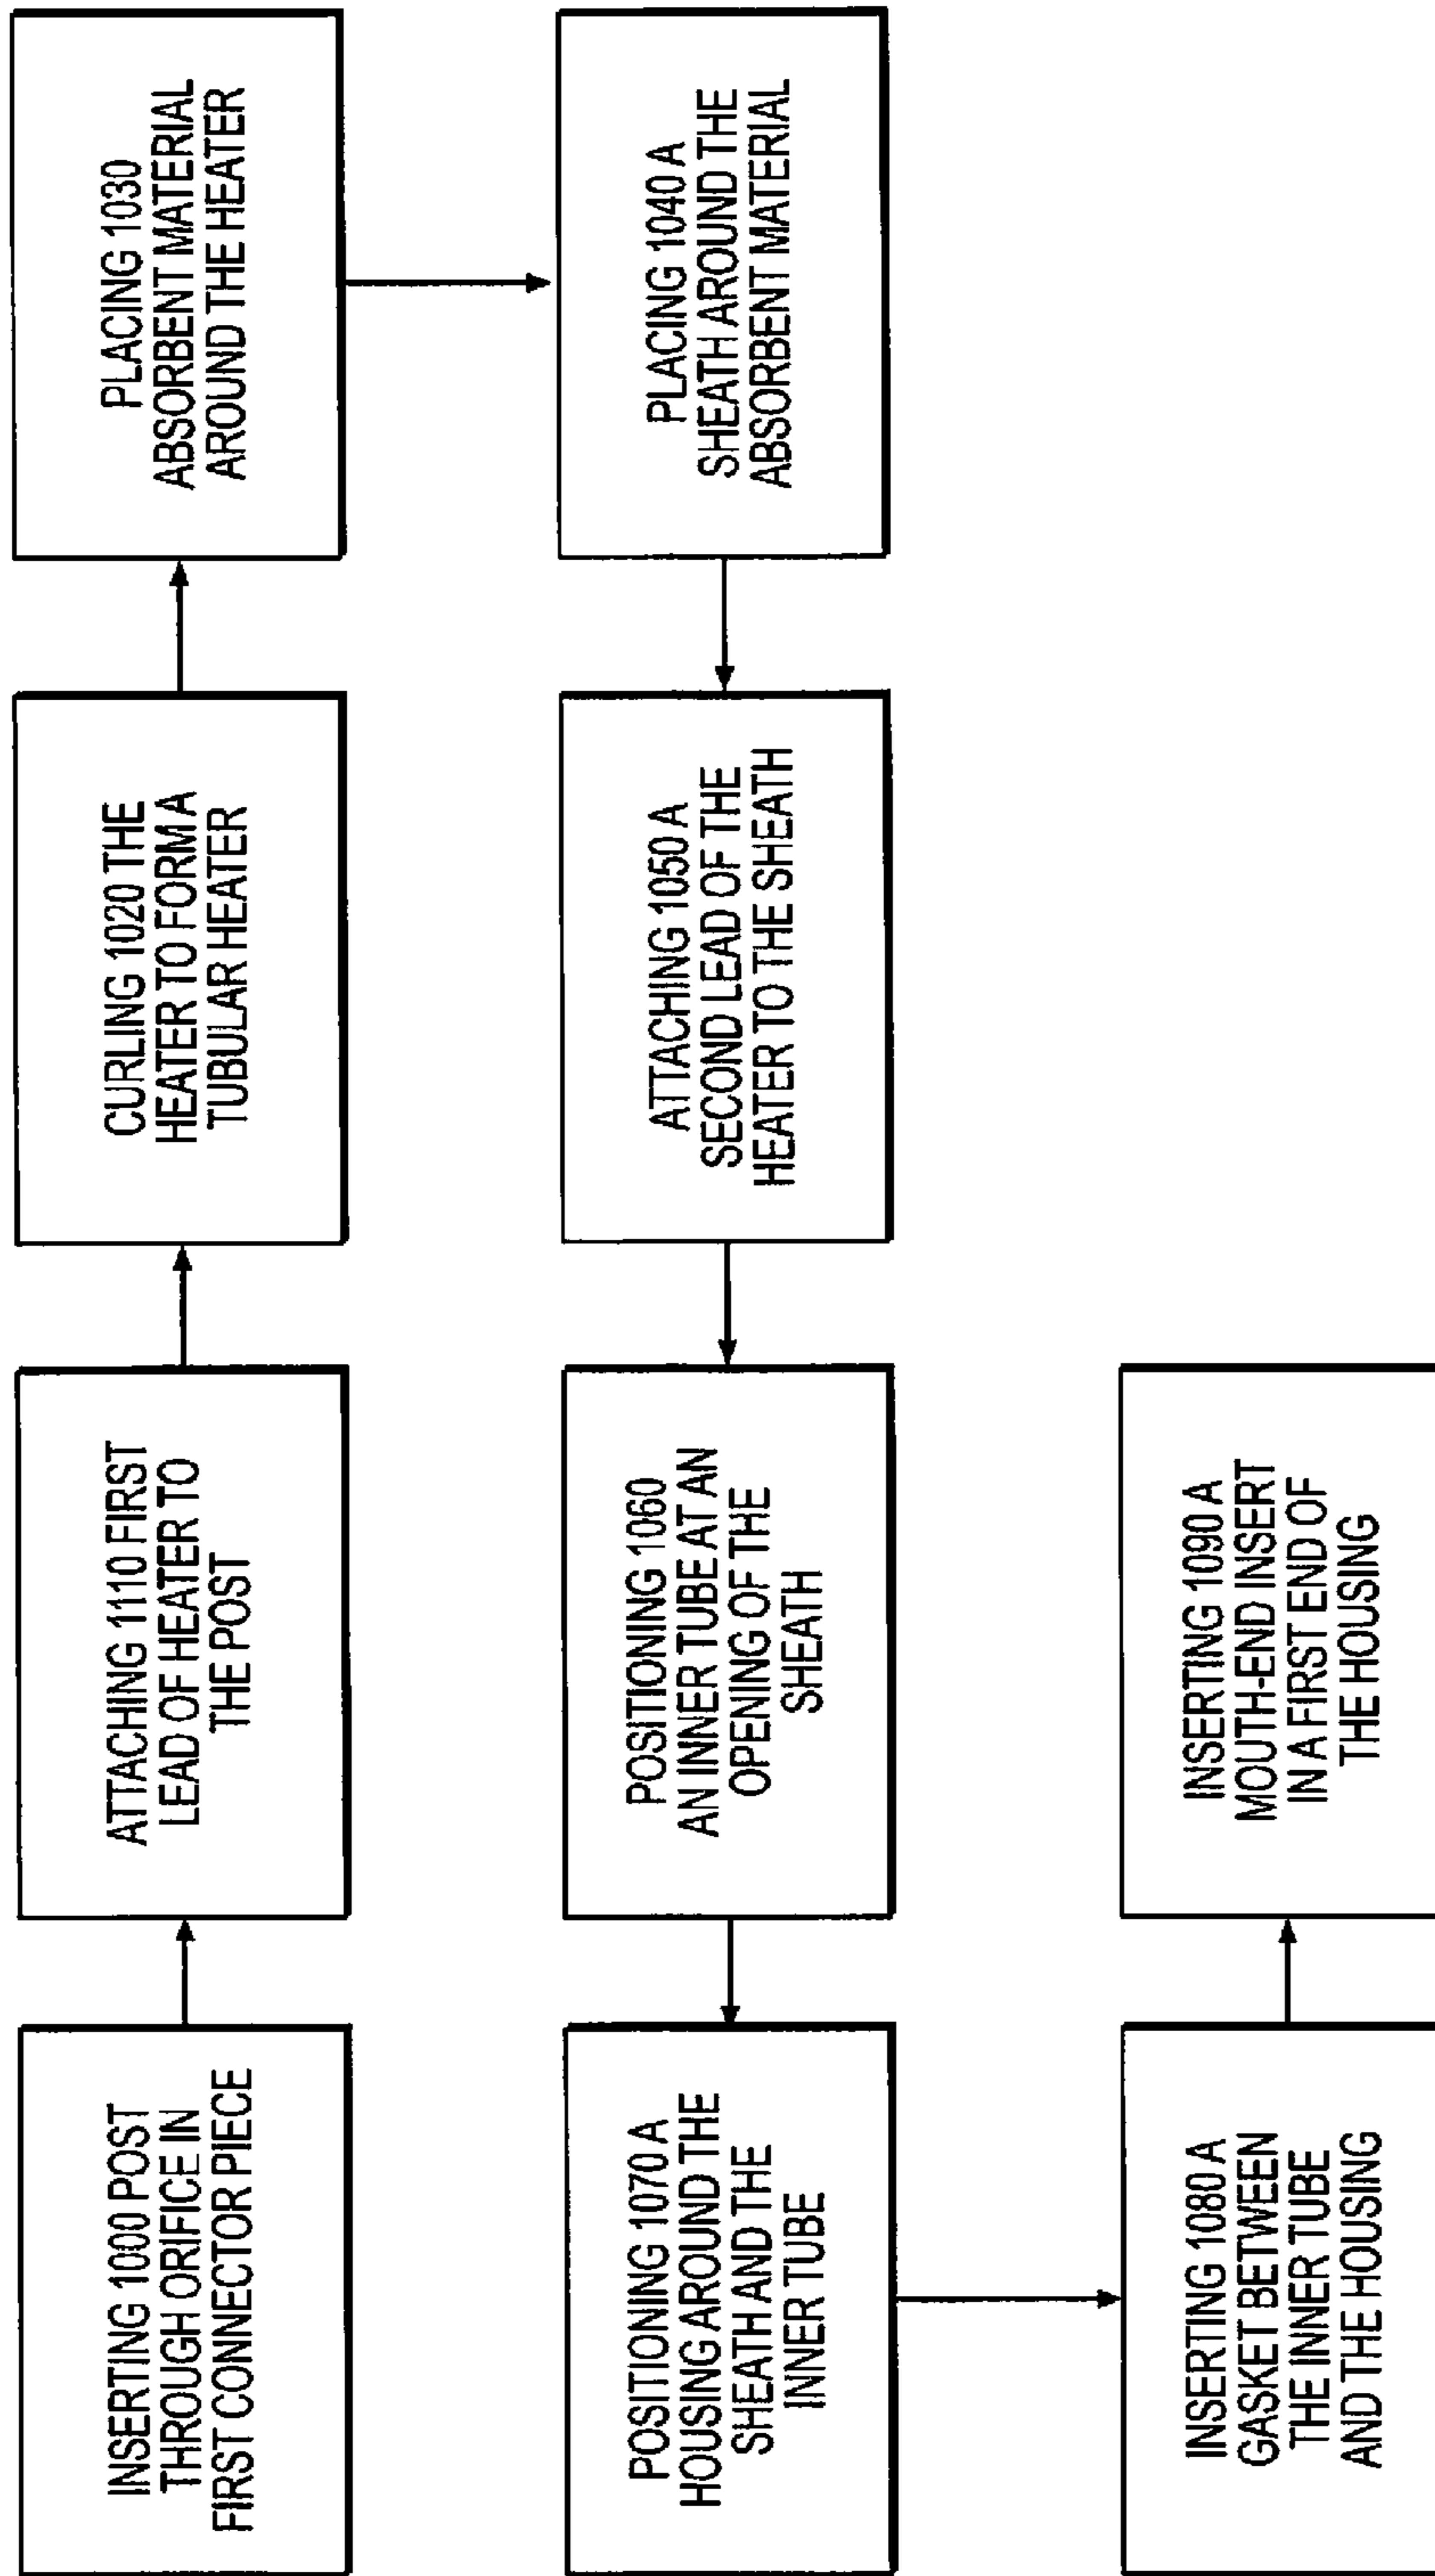 INSERTING 1000 POST
THROUGH ORIFICE IN
FIRST CONNECTOR PIECE
ATTACHING 1110 FIRST
LEAD OF HEATER TO
THE POST
CURLING 1020 THE
HEATER TO FORM A
TUBULAR HEATER
PLACING 1030
ABSORBENT MATERIAL
AROUND THE HEATER
PLACING 1040 A
SHEATH AROUND THE
ABSORBENT MATERIAL
ATTACHING 1050 A
SECOND LEAD OF THE
HEATER TO THE SHEATH
POSITIONING 1060
AN INNER TUBE AT AN
OPENING OF THE
SHEATH
POSITIONING 1070 A
HOUSING AROUND THE
SHEATH AND THE
INNER TUBE
INSERTING 1080 A
GASKET BETWEEN
THE INNER TUBE
AND THE HOUSING
INSERTING 1090 A
MOUTH-END INSERT
IN A FIRST END OF
THE HOUSING